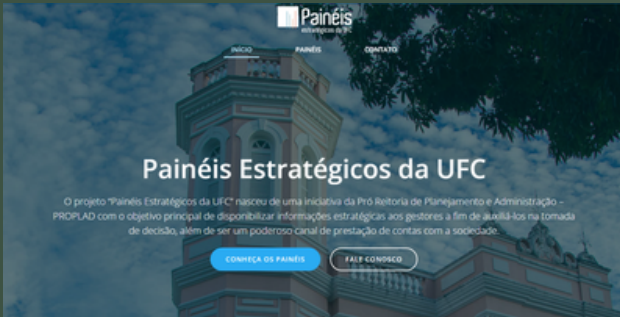 Painéis
estratégicos da UFC
INÍCIO PAINÉIS CONTATO
Painéis Estratégicos da UFC
O projeto “Painéis Estratégicos da UFC” nasceu de uma iniciativa da Pró Reitoria de Planejamento e Administração –
PROPLAD com o objetivo principal de disponibilizar informações estratégicas aos gestores a fim de auxiliá-los na tomada
de decisão, além de ser um poderoso canal de prestação de contas com a sociedade.
CONHEÇA OS PAINÉIS FALE CONOSCO